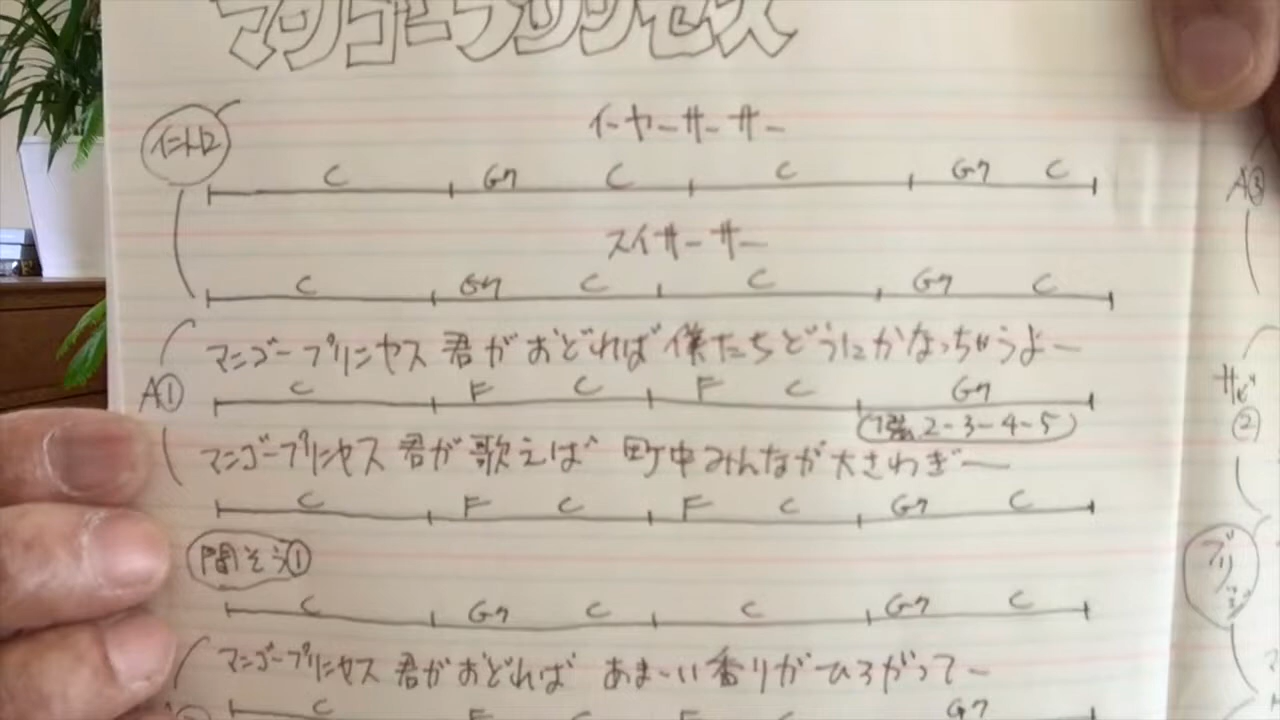 マンゴープリンセス
イントロ
イーヤーサーサー
C G7 C C G7 C
スイサーサー
C G7 C C G7 C
マンゴープリンセス 君がおどれば 僕たちどうにかなっちゃうよー
A① C F C F C G7
2-3-4-5
マンゴープリンセス 君が歌えば 町中みんなが大さわぎー
C F C F C G7 C
間そう①
C G7 C C G7 C
マンゴープリンセス 君がおどれば あまーい香りがひろがってー
C F C F C G7
A③
サビ②
ブリッジ